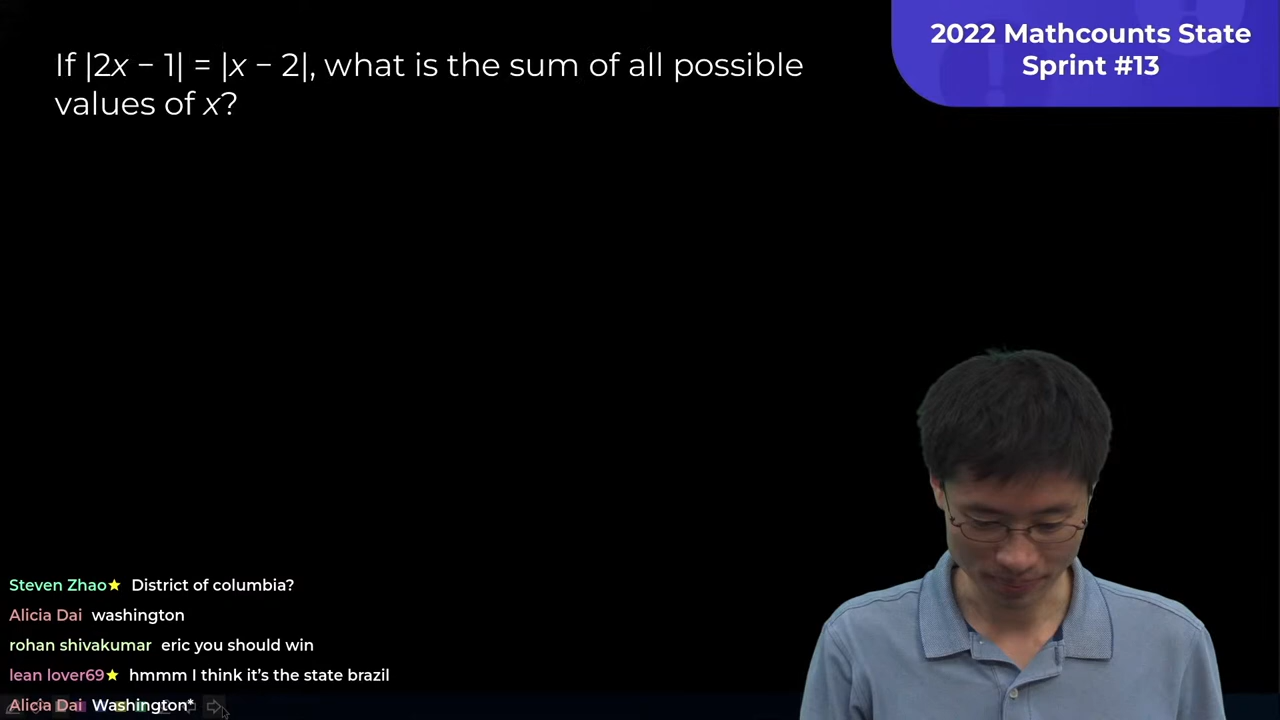 If |2x − 1| = |x − 2|, what is the sum of all possible
values of x?
2022 Mathcounts State
Sprint #13
Steven Zhao District of columbia?
Alicia Dai washington
rohan shivakumar eric you should win
lean lover69 hmmm I think it's the state brazil
Alicia Dai Washington*